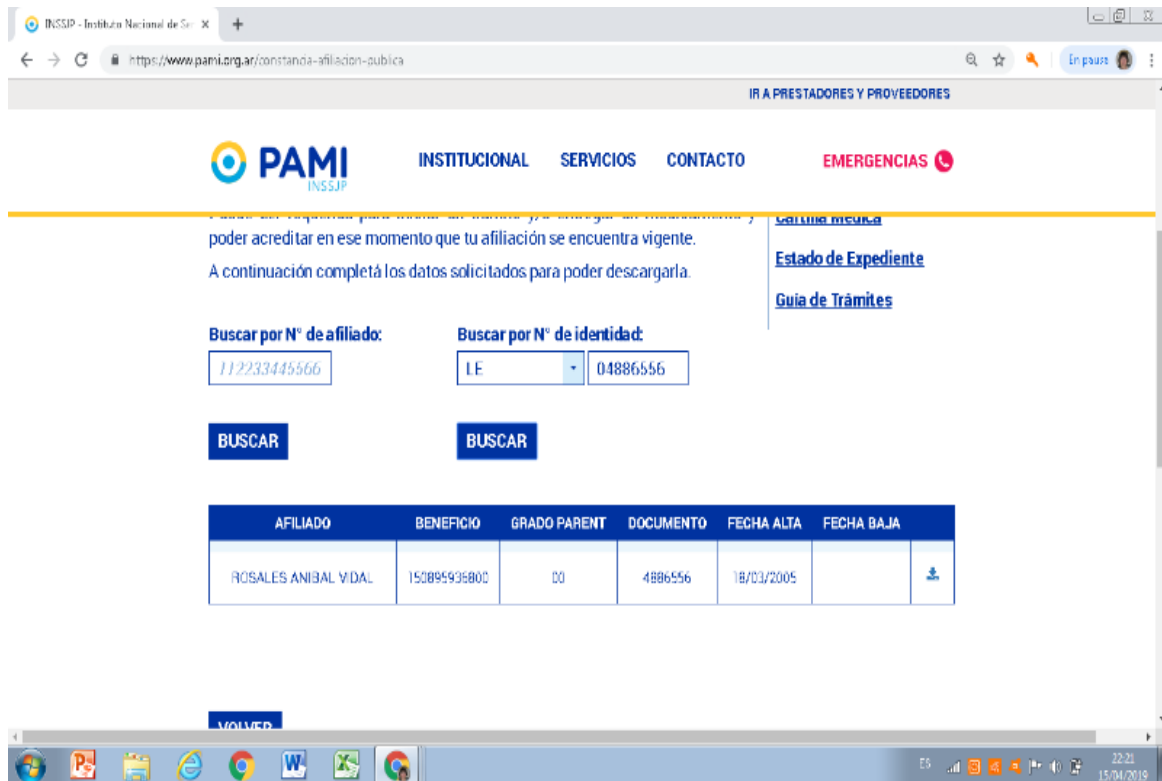 INSSJP - Instituto Nacional de Ser
https://www.pami.org.ar/constancia-afiliacion-publica
En pausa
IR A PRESTADORES Y PROVEEDORES
PAMI
INSSJP
INSTITUCIONAL SERVICIOS CONTACTO EMERGENCIAS
Cartilla Médica
poder acreditar en ese momento que tu afiliación se encuentra vigente.
A continuación completá los datos solicitados para poder descargarla.
Estado de Expediente
Guía de Trámites
Buscar por N° de afiliado: Buscar por N° de identidad:
112233445566 LE 04886556
BUSCAR BUSCAR
AFILIADO BENEFICIO GRADO PARENT DOCUMENTO FECHA ALTA FECHA BAJA
ROSALES ANIBAL VIDAL 150895936800 00 4886556 18/03/2005
VOLVER
ES 22:21
15/04/2019